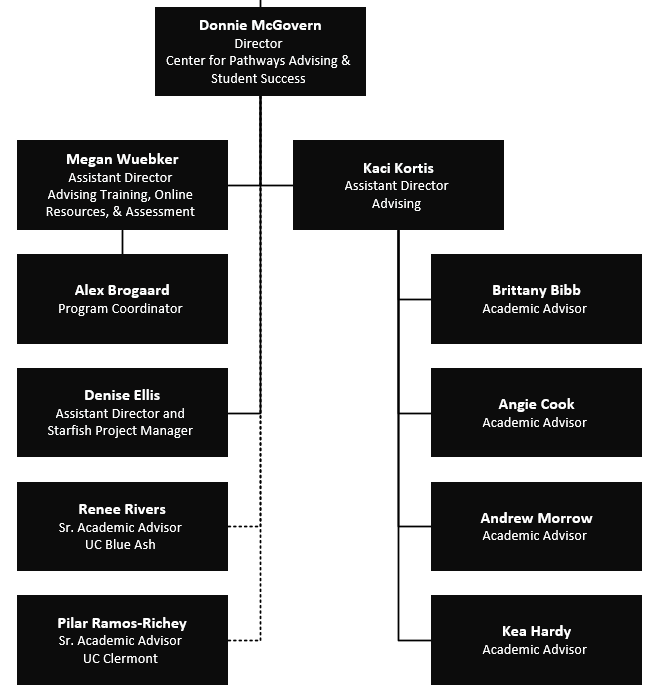 Donnie McGovern
Director
Center for Pathways Advising &
Student Success
Megan Wuebker
Assistant Director
Advising Training, Online
Resources, & Assessment
Kaci Kortis
Assistant Director
Advising
Alex Brogaard
Program Coordinator
Brittany Bibb
Academic Advisor
Denise Ellis
Assistant Director and
Starfish Project Manager
Angie Cook
Academic Advisor
Renee Rivers
Sr. Academic Advisor
UC Blue Ash
Andrew Morrow
Academic Advisor
Pilar Ramos-Richey
Sr. Academic Advisor
UC Clermont
Kea Hardy
Academic Advisor